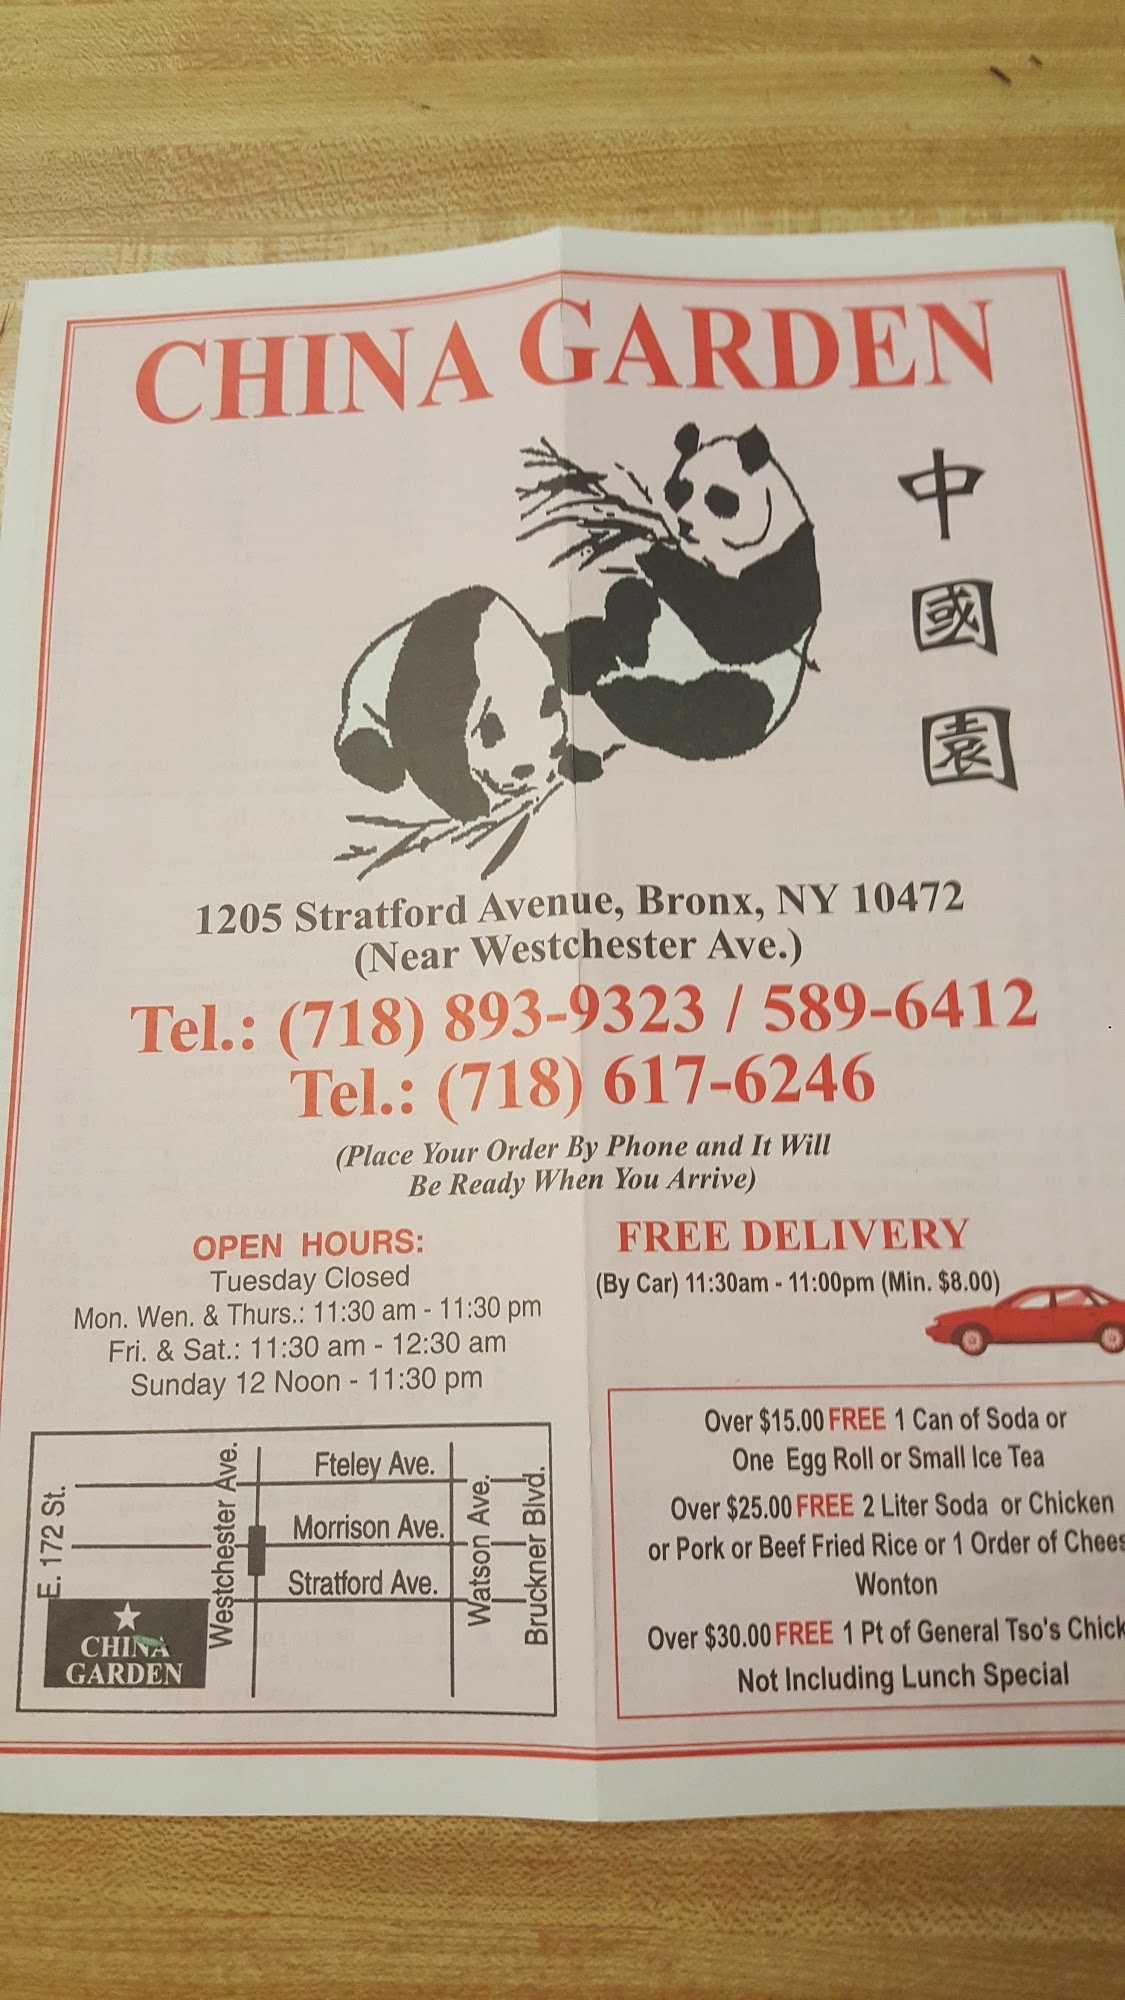 CHINA GARDEN
中
國
園
1205 Stratford Avenue, Bronx, NY 10472
(Near Westchester Ave.)
Tel.: (718) 893-9323 / 589-6412
Tel.: (718) 617-6246
(Place Your Order By Phone and It Will
Be Ready When You Arrive)
OPEN HOURS:
Tuesday Closed
Mon. Wen. & Thurs.: 11:30 am - 11:30 pm
Fri. & Sat.: 11:30 am - 12:30 am
Sunday 12 Noon - 11:30 pm
FREE DELIVERY
(By Car) 11:30am - 11:00pm (Min. $8.00)
E. 172 St.
Westchester Ave.
Fteley Ave.
Morrison Ave.
Stratford Ave.
Watson Ave.
Bruckner Blvd.
CHINA
GARDEN
Over $15.00 FREE 1 Can of Soda or
One Egg Roll or Small Ice Tea
Over $25.00 FREE 2 Liter Soda or Chicken
or Pork or Beef Fried Rice or 1 Order of Chees
Wonton
Over $30.00 FREE 1 Pt of General Tso's Chick
Not Including Lunch Special